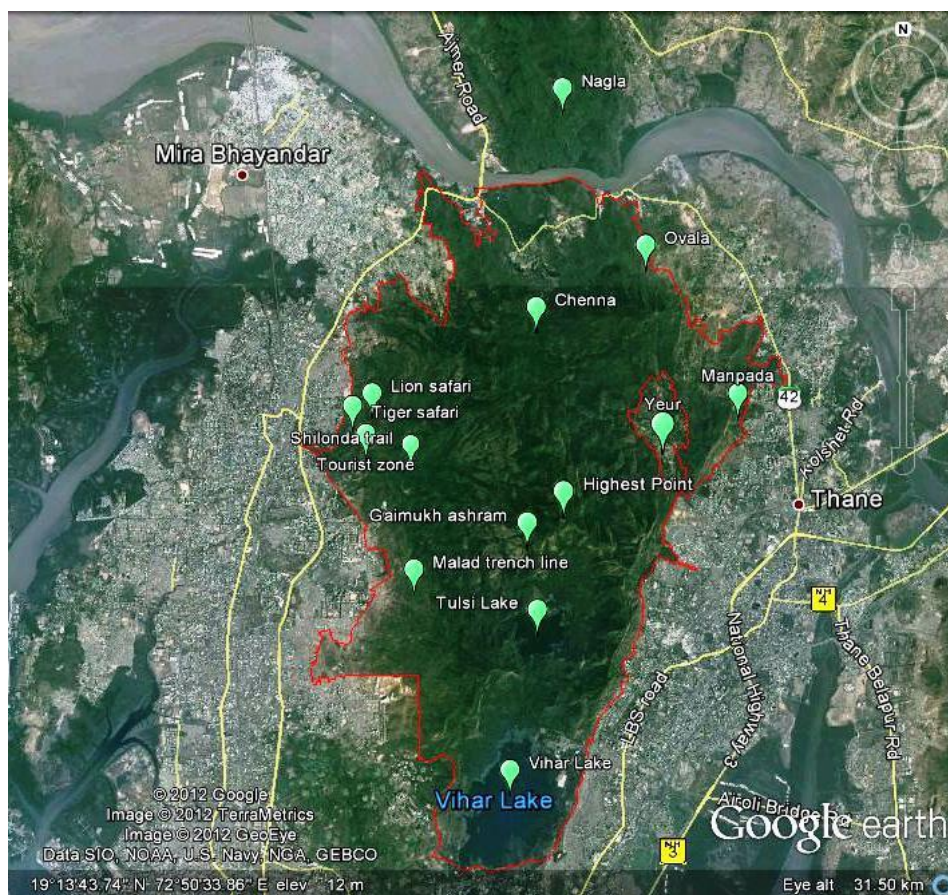 N
Nagla
Ajmer Road
Mira Bhayandar
Ovala
Chenna
Lion safari
Manpada
Tiger safari
Yeur
42
Shilonda trail
Kolshet Rd
Tourist zone
Highest Point
Thane
Gaimukh ashram
Malad trench line
NH
4
Tulsi Lake
National Highway 3
Thane Belapur Rd
LBS road
Vihar Lake
Vihar Lake
© 2012 Google
Image © 2012 TerraMetrics
Image © 2012 GeoEye
Data SIO, NOAA, U.S. Navy, NGA, GEBCO
Airoli Bridge Rd
Google earth
NH
3
19°13'43.74" N 72°50'33.86" E elev 12 m
Eye alt 31.50 km